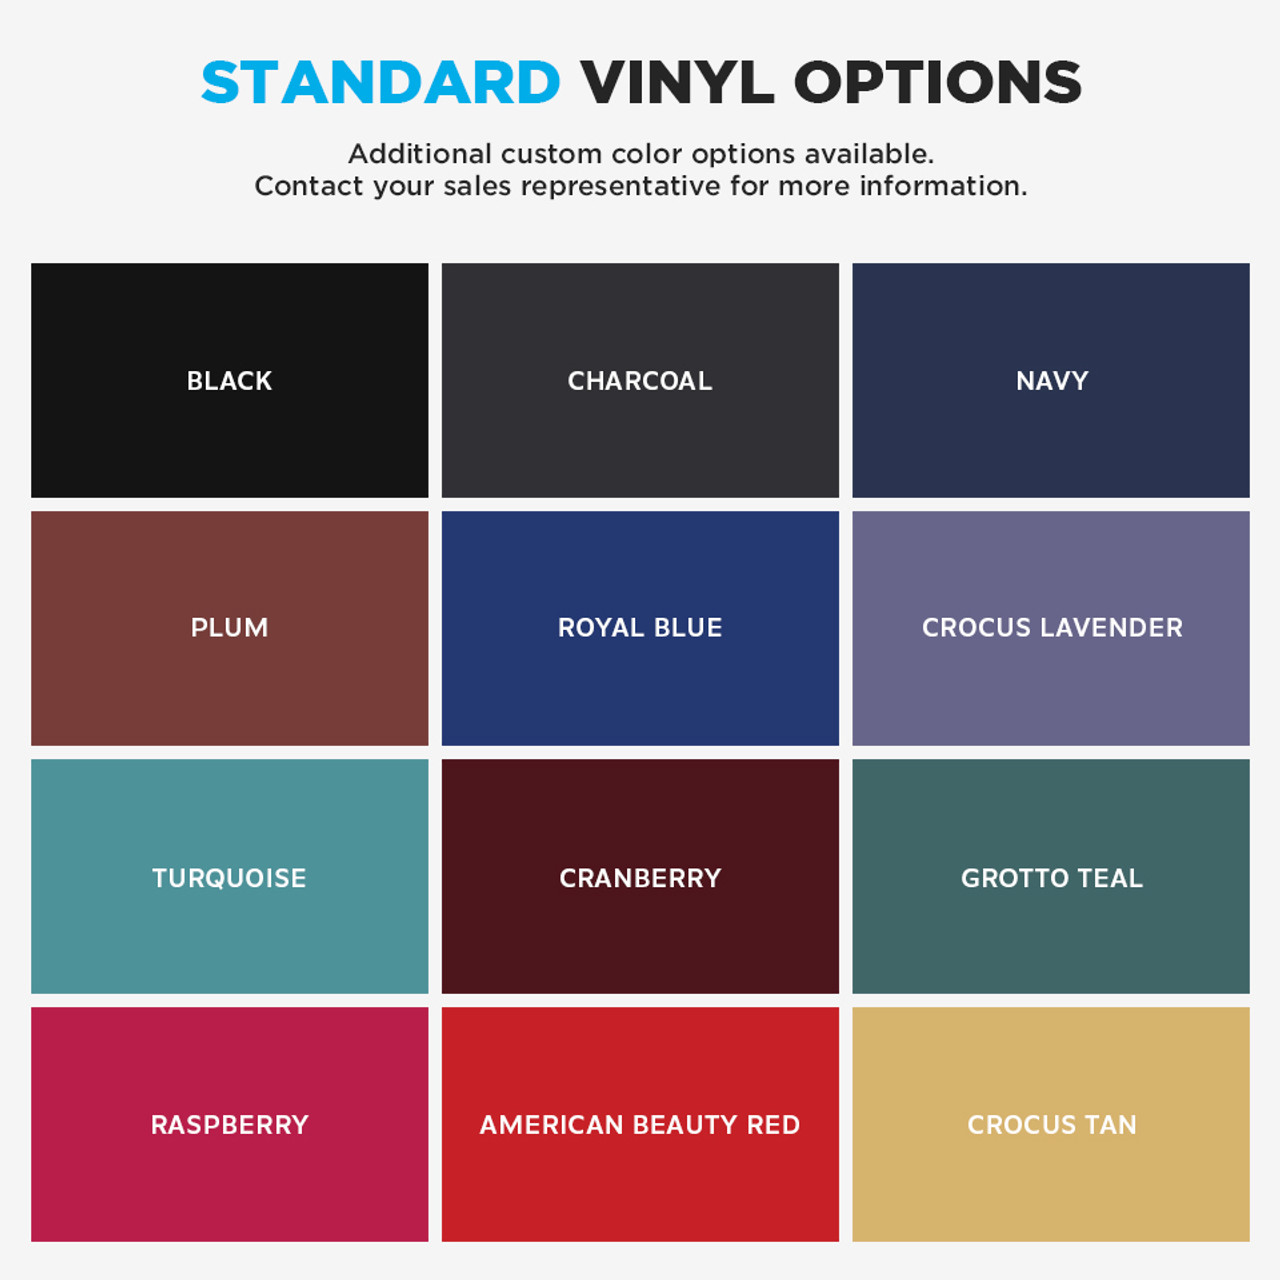 STANDARD VINYL OPTIONS
Additional custom color options available.
Contact your sales representative for more information.
BLACK
CHARCOAL
NAVY
PLUM
ROYAL BLUE
CROCUS LAVENDER
TURQUOISE
CRANBERRY
GROTTO TEAL
RASPBERRY
AMERICAN BEAUTY RED
CROCUS TAN